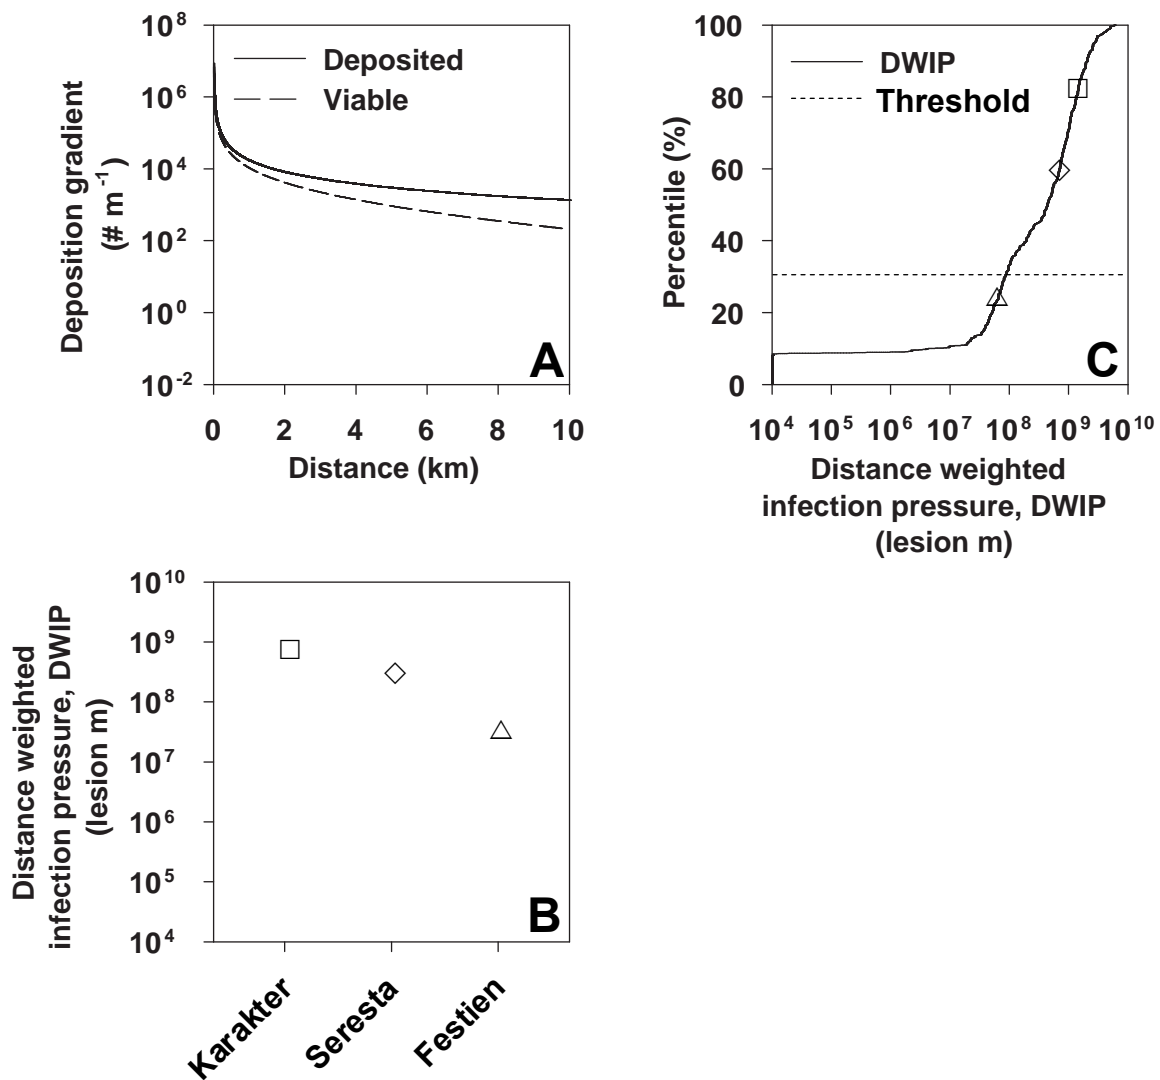 10^8
10^6
10^4
10^2
10^0
10^-2
Deposition gradient
(# m^-1)
Deposited
Viable
A
0 2 4 6 8 10
Distance (km)
100
80
60
40
20
0
Percentile (%)
DWIP
Threshold
C
10^4 10^5 10^6 10^7 10^8 10^9 10^10
Distance weighted
infection pressure, DWIP
(lesion m)
10^10
10^9
10^8
10^7
10^6
10^5
10^4
Distance weighted
infection pressure, DWIP
(lesion m)
B
Karakter
Seresta
Festien